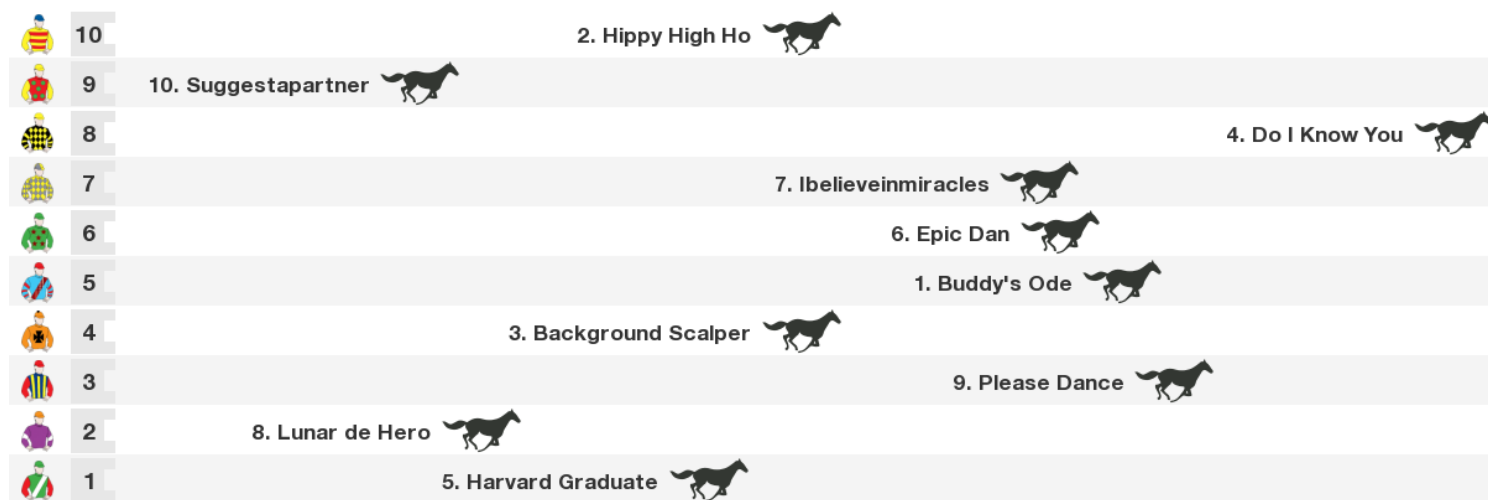 10 2. Hippy High Ho
9 10. Suggestapartner
8 4. Do I Know You
7 7. Ibelieveinmiracles
6 6. Epic Dan
5 1. Buddy's Ode
4 3. Background Scalper
3 9. Please Dance
2 8. Lunar de Hero
1 5. Harvard Graduate